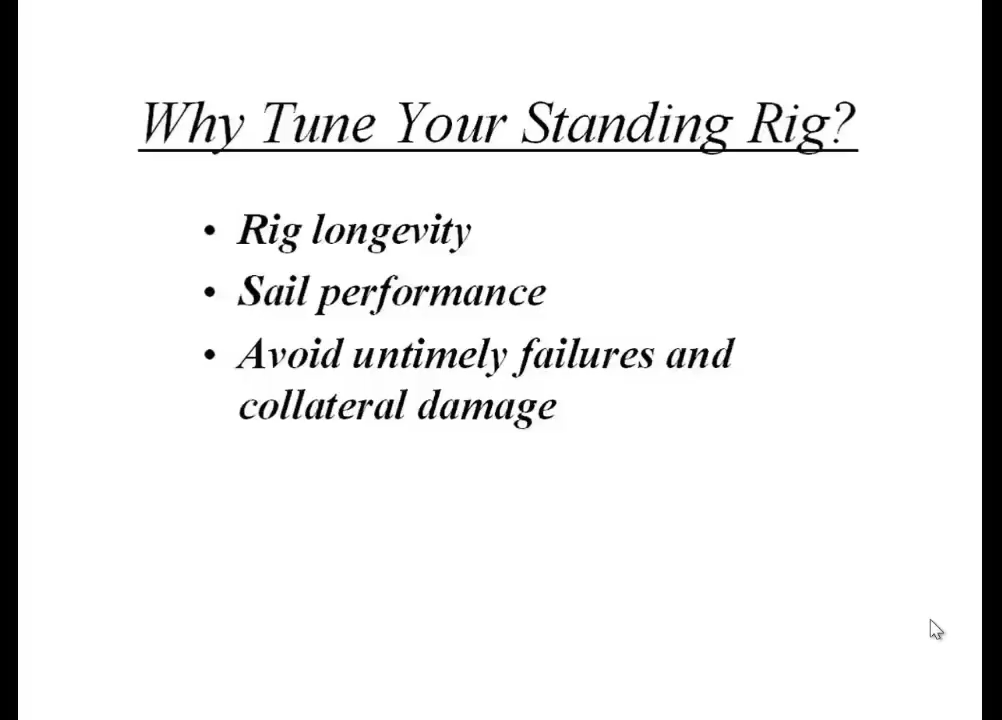 Why Tune Your Standing Rig?
• Rig longevity
• Sail performance
• Avoid untimely failures and
collateral damage